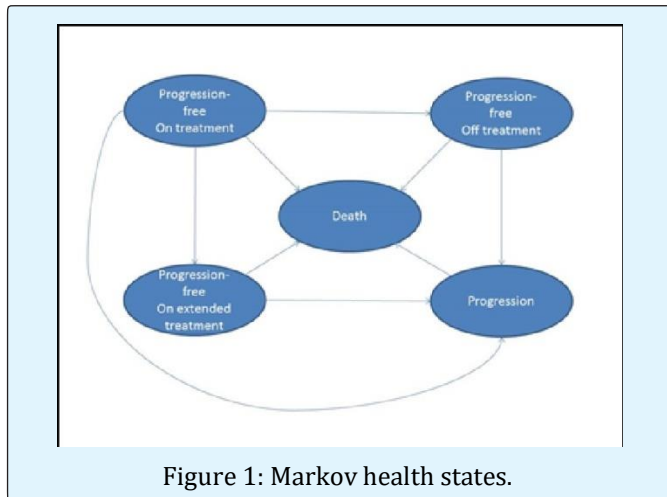 Progression-
free
On treatment
Progression-
free
Off treatment
Death
Progression-
free
On extended
treatment
Progression
Figure 1: Markov health states.